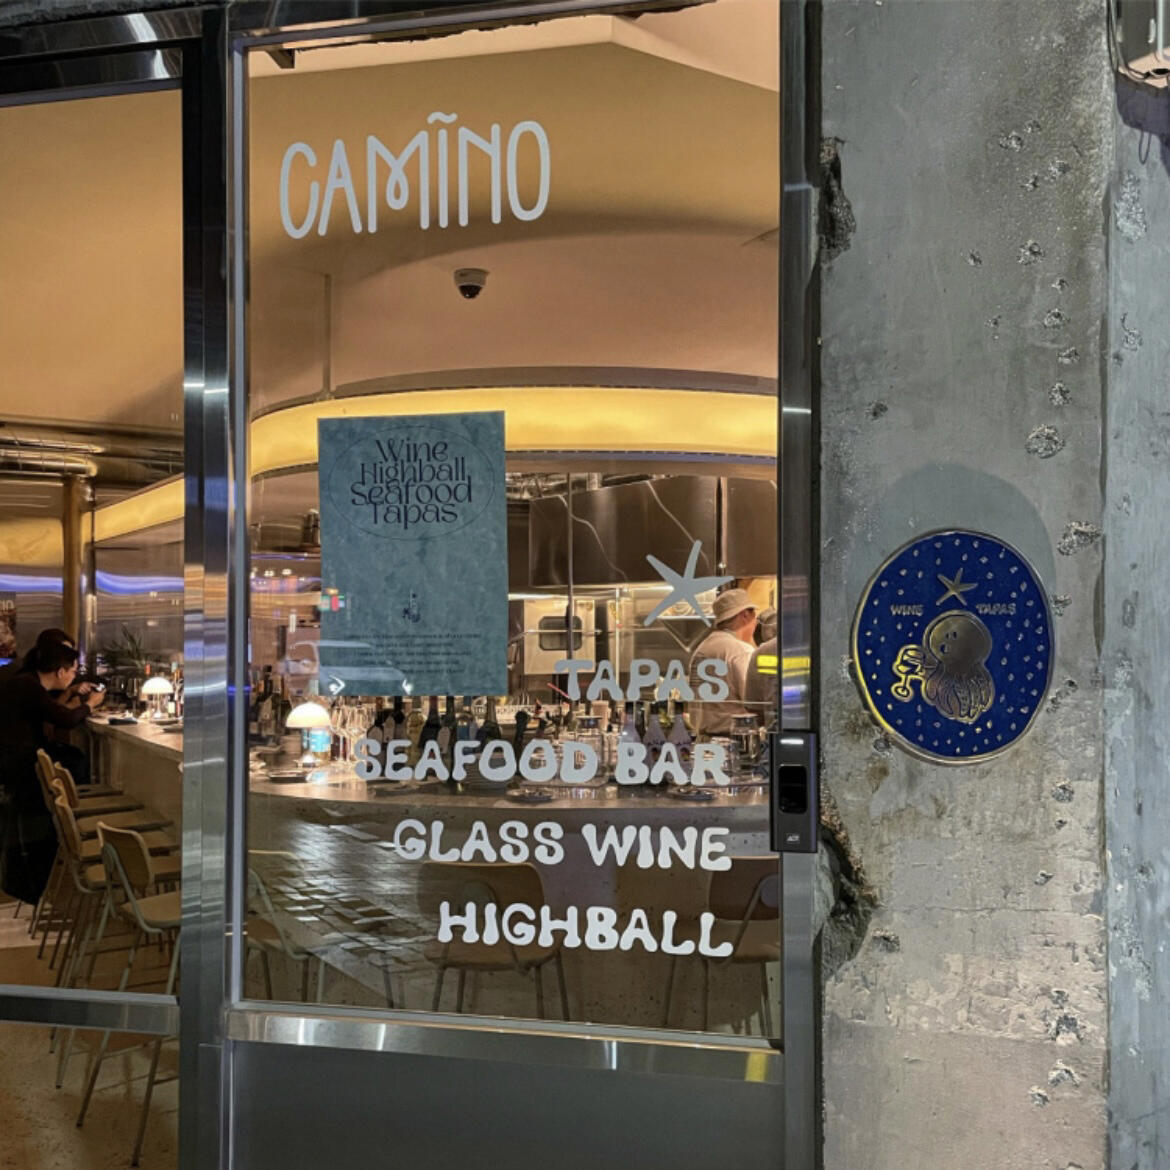 CAMĩNO
Wine
Highball
Seafood
Tapas
WINE TAPAS
TAPAS
SEAFOOD BAR
GLASS WINE
HIGHBALL